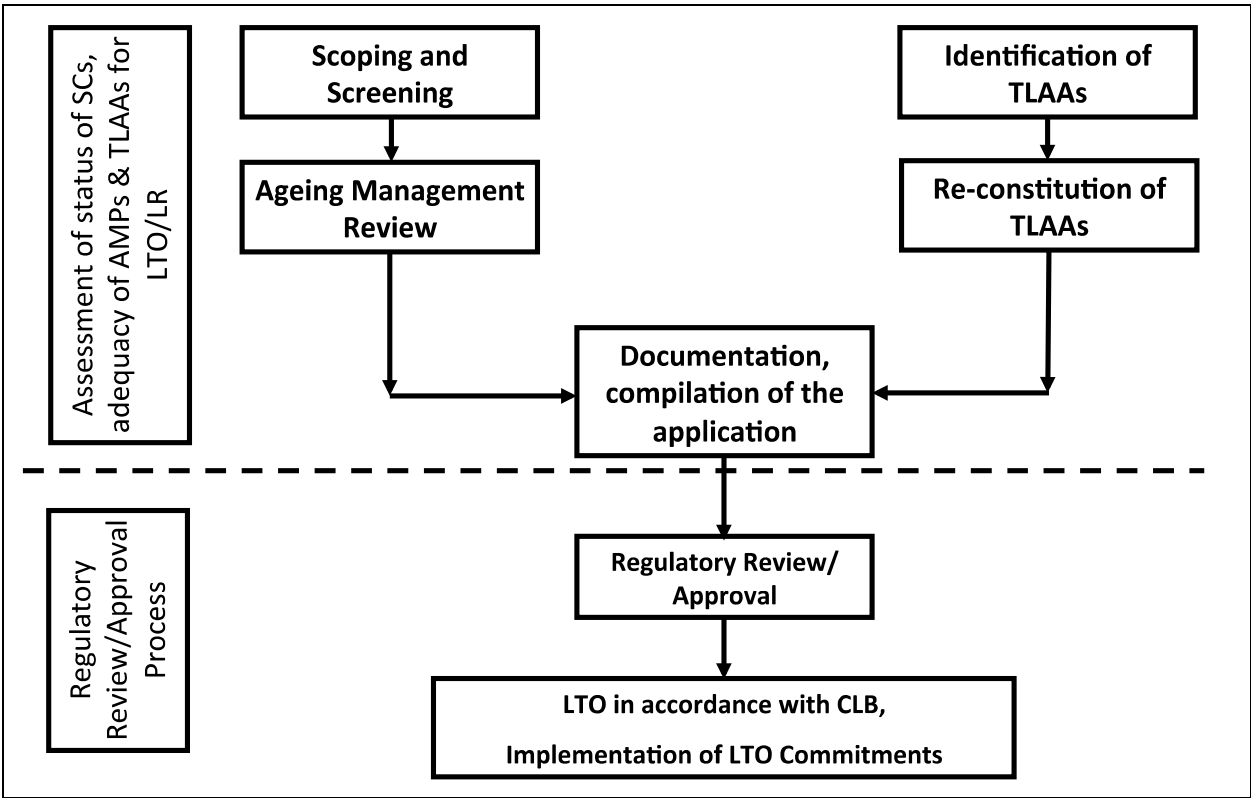 Assessment of status of SCs,
adequacy of AMPs & TLAAs for
LTO/LR
Scoping and
Screening
Identification of
TLAAs
Ageing Management
Review
Re-constitution of
TLAAs
Documentation,
compilation of the
application
Regulatory
Review/Approval
Process
Regulatory Review/
Approval
LTO in accordance with CLB,
Implementation of LTO Commitments